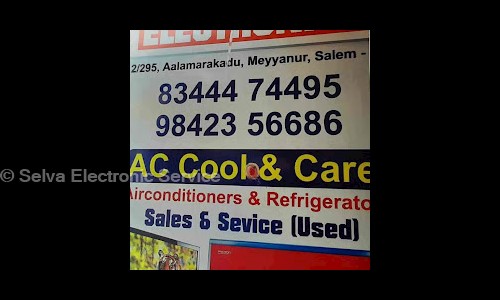 ELECTRONIC
2/295, Aalamarakadu, Meyyanur, Salem -
83444 74495
98423 56686
AC Cool & Care
Airconditioners & Refrigerato
Sales & Sevice (Used)
© Selva Electronic Service